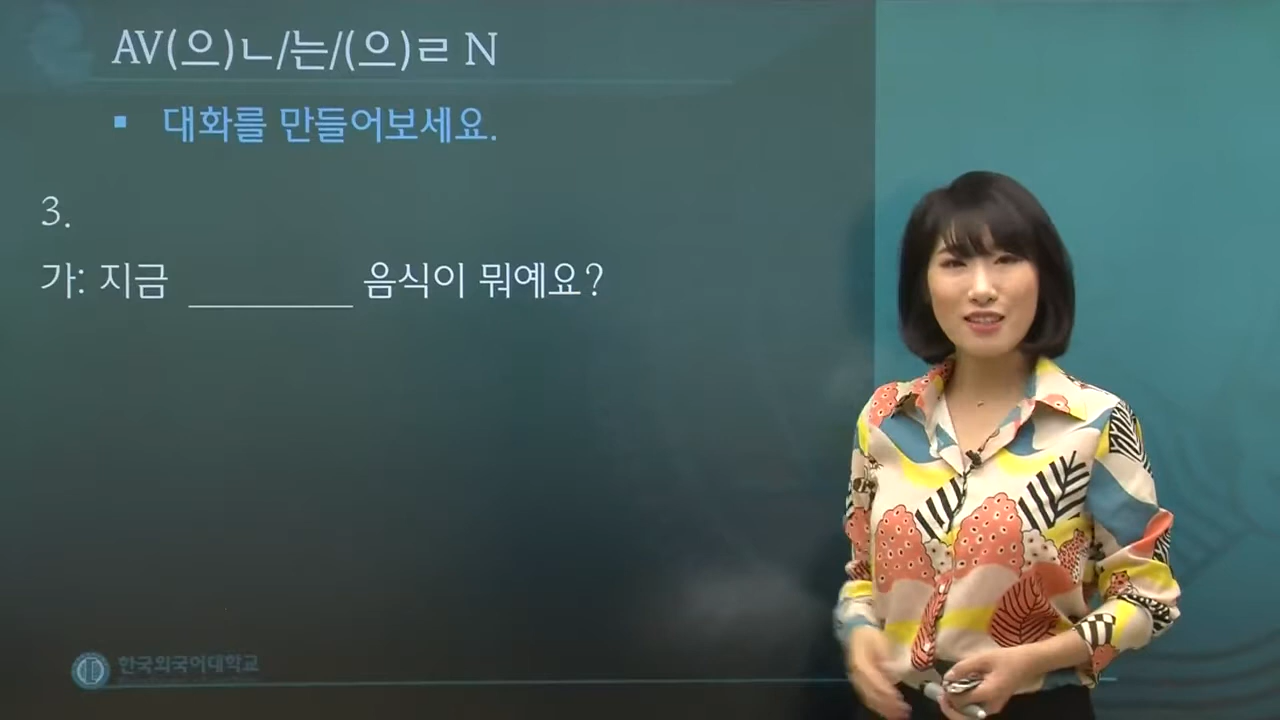 AV(으)ㄴ/는/(으)ㄹ N
▪ 대화를 만들어보세요.
3.
가: 지금 __________ 음식이 뭐예요?
한국외국어대학교